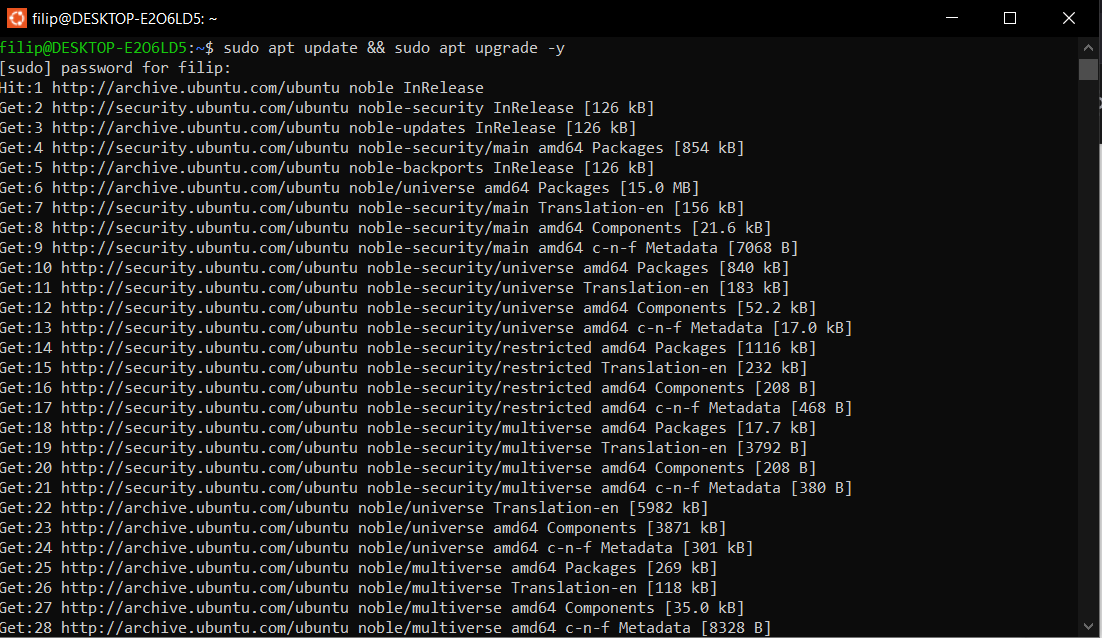 filip@DESKTOP-E2O6LD5: ~
filip@DESKTOP-E2O6LD5:~$ sudo apt update && sudo apt upgrade -y
[sudo] password for filip:
Hit:1 http://archive.ubuntu.com/ubuntu noble InRelease
Get:2 http://security.ubuntu.com/ubuntu noble-security InRelease [126 kB]
Get:3 http://archive.ubuntu.com/ubuntu noble-updates InRelease [126 kB]
Get:4 http://security.ubuntu.com/ubuntu noble-security/main amd64 Packages [854 kB]
Get:5 http://archive.ubuntu.com/ubuntu noble-backports InRelease [126 kB]
Get:6 http://archive.ubuntu.com/ubuntu noble/universe amd64 Packages [15.0 MB]
Get:7 http://security.ubuntu.com/ubuntu noble-security/main Translation-en [156 kB]
Get:8 http://security.ubuntu.com/ubuntu noble-security/main amd64 Components [21.6 kB]
Get:9 http://security.ubuntu.com/ubuntu noble-security/main amd64 c-n-f Metadata [7068 B]
Get:10 http://security.ubuntu.com/ubuntu noble-security/universe amd64 Packages [840 kB]
Get:11 http://security.ubuntu.com/ubuntu noble-security/universe Translation-en [183 kB]
Get:12 http://security.ubuntu.com/ubuntu noble-security/universe amd64 Components [52.2 kB]
Get:13 http://security.ubuntu.com/ubuntu noble-security/universe amd64 c-n-f Metadata [17.0 kB]
Get:14 http://security.ubuntu.com/ubuntu noble-security/restricted amd64 Packages [1116 kB]
Get:15 http://security.ubuntu.com/ubuntu noble-security/restricted Translation-en [232 kB]
Get:16 http://security.ubuntu.com/ubuntu noble-security/restricted amd64 Components [208 B]
Get:17 http://security.ubuntu.com/ubuntu noble-security/restricted amd64 c-n-f Metadata [468 B]
Get:18 http://security.ubuntu.com/ubuntu noble-security/multiverse amd64 Packages [17.7 kB]
Get:19 http://security.ubuntu.com/ubuntu noble-security/multiverse Translation-en [3792 B]
Get:20 http://security.ubuntu.com/ubuntu noble-security/multiverse amd64 Components [208 B]
Get:21 http://security.ubuntu.com/ubuntu noble-security/multiverse amd64 c-n-f Metadata [380 B]
Get:22 http://archive.ubuntu.com/ubuntu noble/universe Translation-en [5982 kB]
Get:23 http://archive.ubuntu.com/ubuntu noble/universe amd64 Components [3871 kB]
Get:24 http://archive.ubuntu.com/ubuntu noble/universe amd64 c-n-f Metadata [301 kB]
Get:25 http://archive.ubuntu.com/ubuntu noble/multiverse amd64 Packages [269 kB]
Get:26 http://archive.ubuntu.com/ubuntu noble/multiverse Translation-en [118 kB]
Get:27 http://archive.ubuntu.com/ubuntu noble/multiverse amd64 Components [35.0 kB]
Get:28 http://archive.ubuntu.com/ubuntu noble/multiverse amd64 c-n-f Metadata [8328 B]